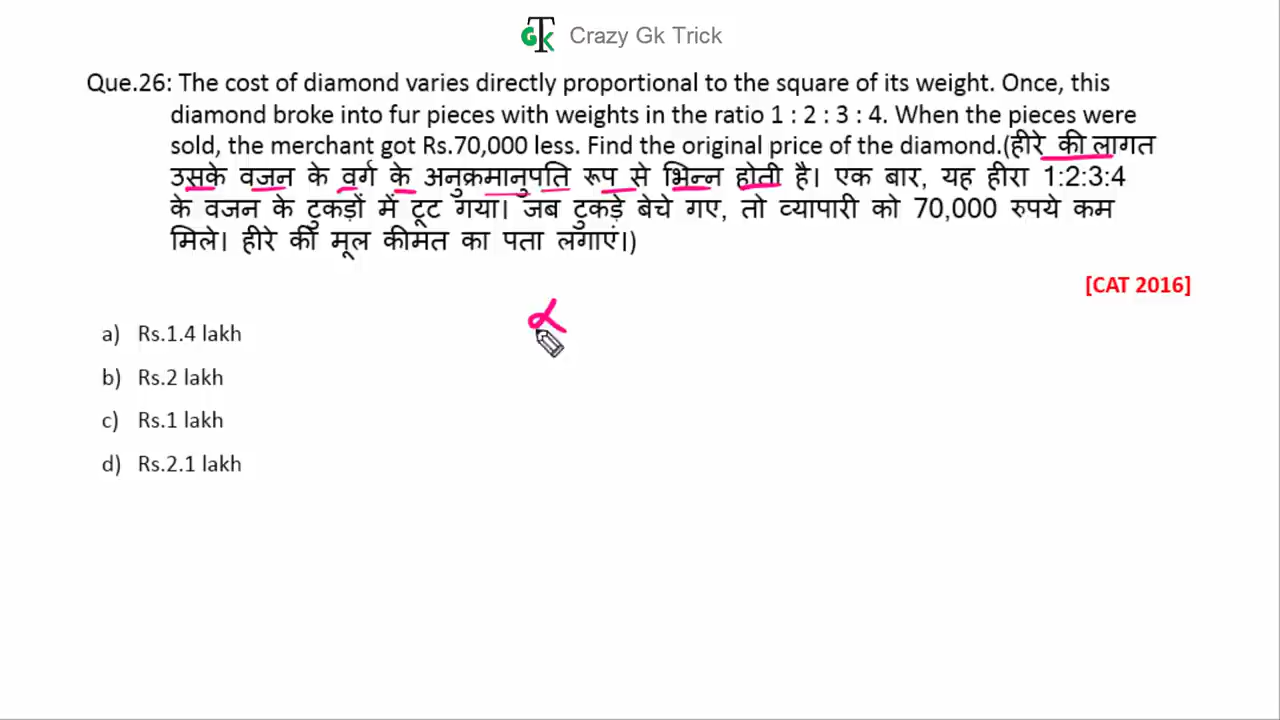 GTK Crazy Gk Trick
Que.26: The cost of diamond varies directly proportional to the square of its weight. Once, this
diamond broke into fur pieces with weights in the ratio 1 : 2 : 3 : 4. When the pieces were
sold, the merchant got Rs.70,000 less. Find the original price of the diamond.(हीरे की लागत
उसके वजन के वर्ग के अनुक्रमानुपति रूप से भिन्न होती है। एक बार, यह हीरा 1:2:3:4
के वजन के टुकड़ों में टूट गया। जब टुकड़े बेचे गए, तो व्यापारी को 70,000 रुपये कम
मिले। हीरे की मूल कीमत का पता लगाएं।)
[CAT 2016]
∝
a) Rs.1.4 lakh
b) Rs.2 lakh
c) Rs.1 lakh
d) Rs.2.1 lakh